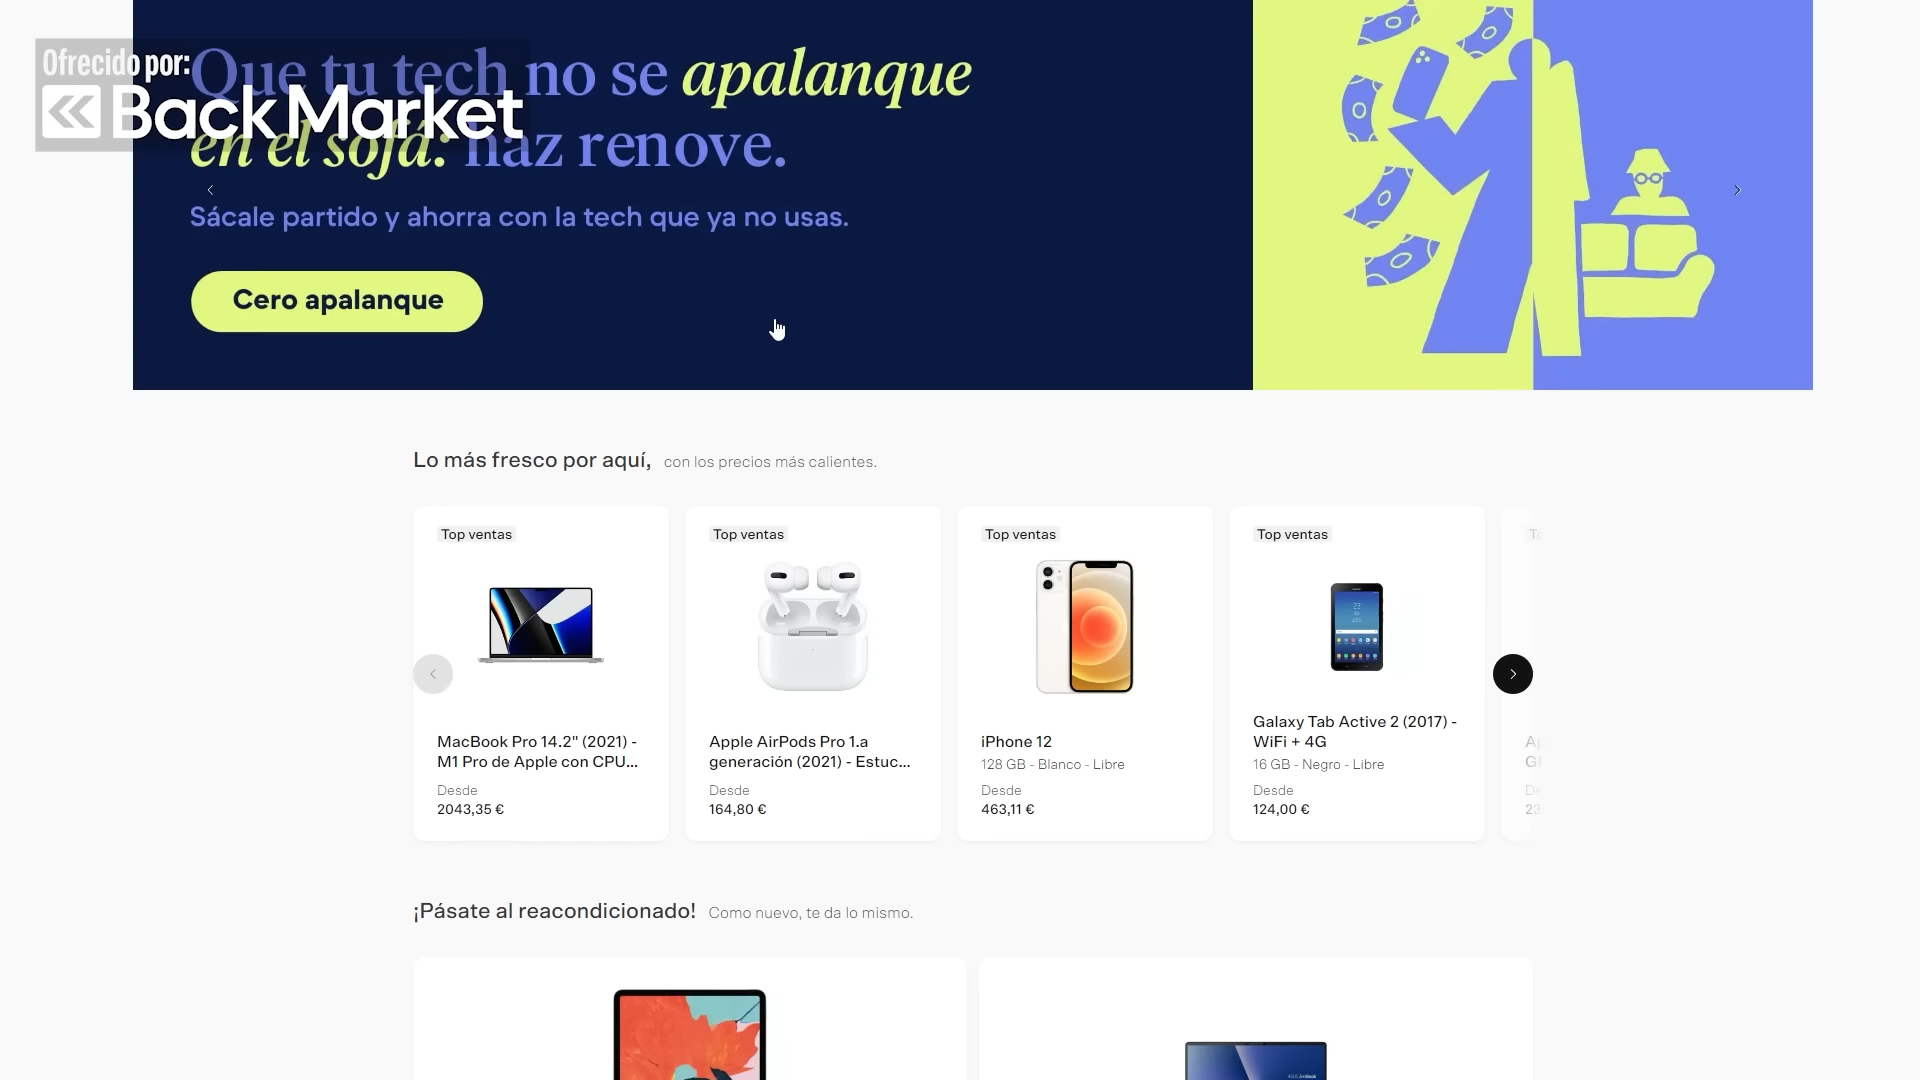 Ofrecido por:
Back Market
Que tu tech no se apalanque
en el sofá: haz renove.
Sácale partido y ahorra con la tech que ya no usas.
Cero apalanque
Lo más fresco por aquí, con los precios más calientes.
Top ventas
MacBook Pro 14.2" (2021) -
M1 Pro de Apple con CPU...
Desde
2043,35 €
Top ventas
Apple AirPods Pro 1.a
generación (2021) - Estuc...
Desde
164,80 €
Top ventas
iPhone 12
128 GB - Blanco - Libre
Desde
463,11 €
Top ventas
Galaxy Tab Active 2 (2017) -
WiFi + 4G
16 GB - Negro - Libre
Desde
124,00 €
¡Pásate al reacondicionado! Como nuevo, te da lo mismo.